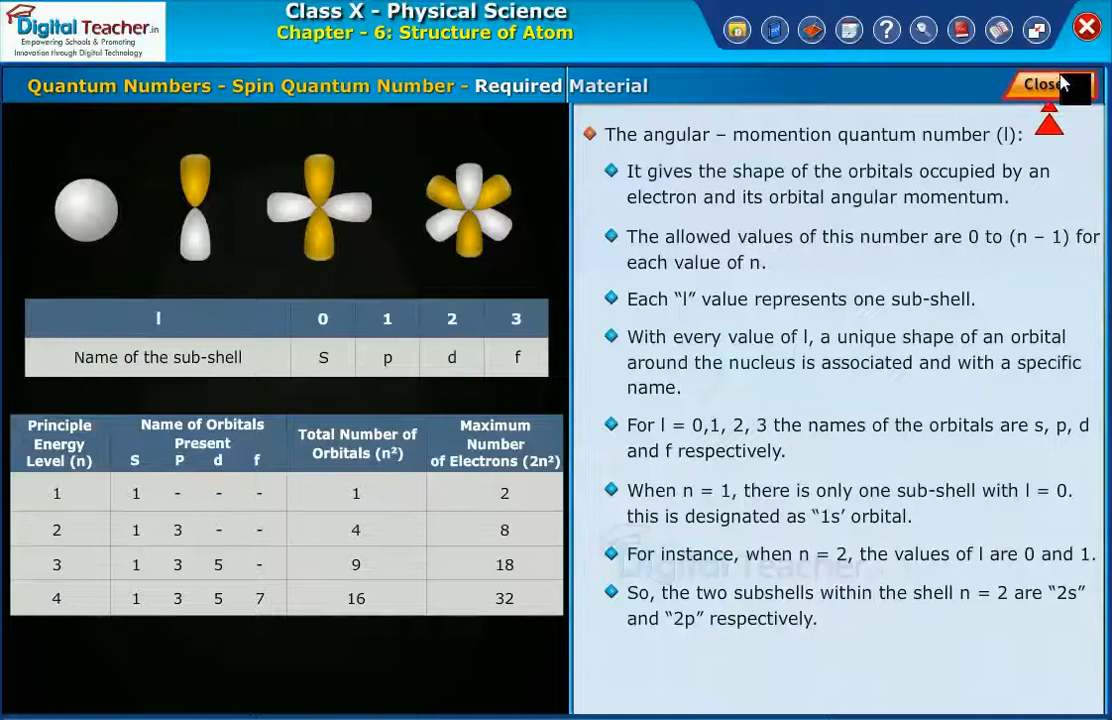 Digital Teacher.in
Empowering Schools & Promoting
Innovation through Digital Technology
Class X - Physical Science
Chapter - 6: Structure of Atom
Quantum Numbers - Spin Quantum Number - Required Material
The angular – momention quantum number (l):
It gives the shape of the orbitals occupied by an
electron and its orbital angular momentum.
The allowed values of this number are 0 to (n – 1) for
each value of n.
Each “l” value represents one sub-shell.
With every value of l, a unique shape of an orbital
around the nucleus is associated and with a specific
name.
For l = 0,1, 2, 3 the names of the orbitals are s, p, d
and f respectively.
When n = 1, there is only one sub-shell with l = 0.
this is designated as “1s’ orbital.
For instance, when n = 2, the values of l are 0 and 1.
So, the two subshells within the shell n = 2 are “2s”
and “2p” respectively.
l 0 1 2 3
Name of the sub-shell S p d f
Principle Energy Level (n) Name of Orbitals Present Total Number of Orbitals (n²) Maximum Number of Electrons (2n²)
S P d f
1 1 - - - 1 2
2 1 3 - - 4 8
3 1 3 5 - 9 18
4 1 3 5 7 16 32
Digital Teacher